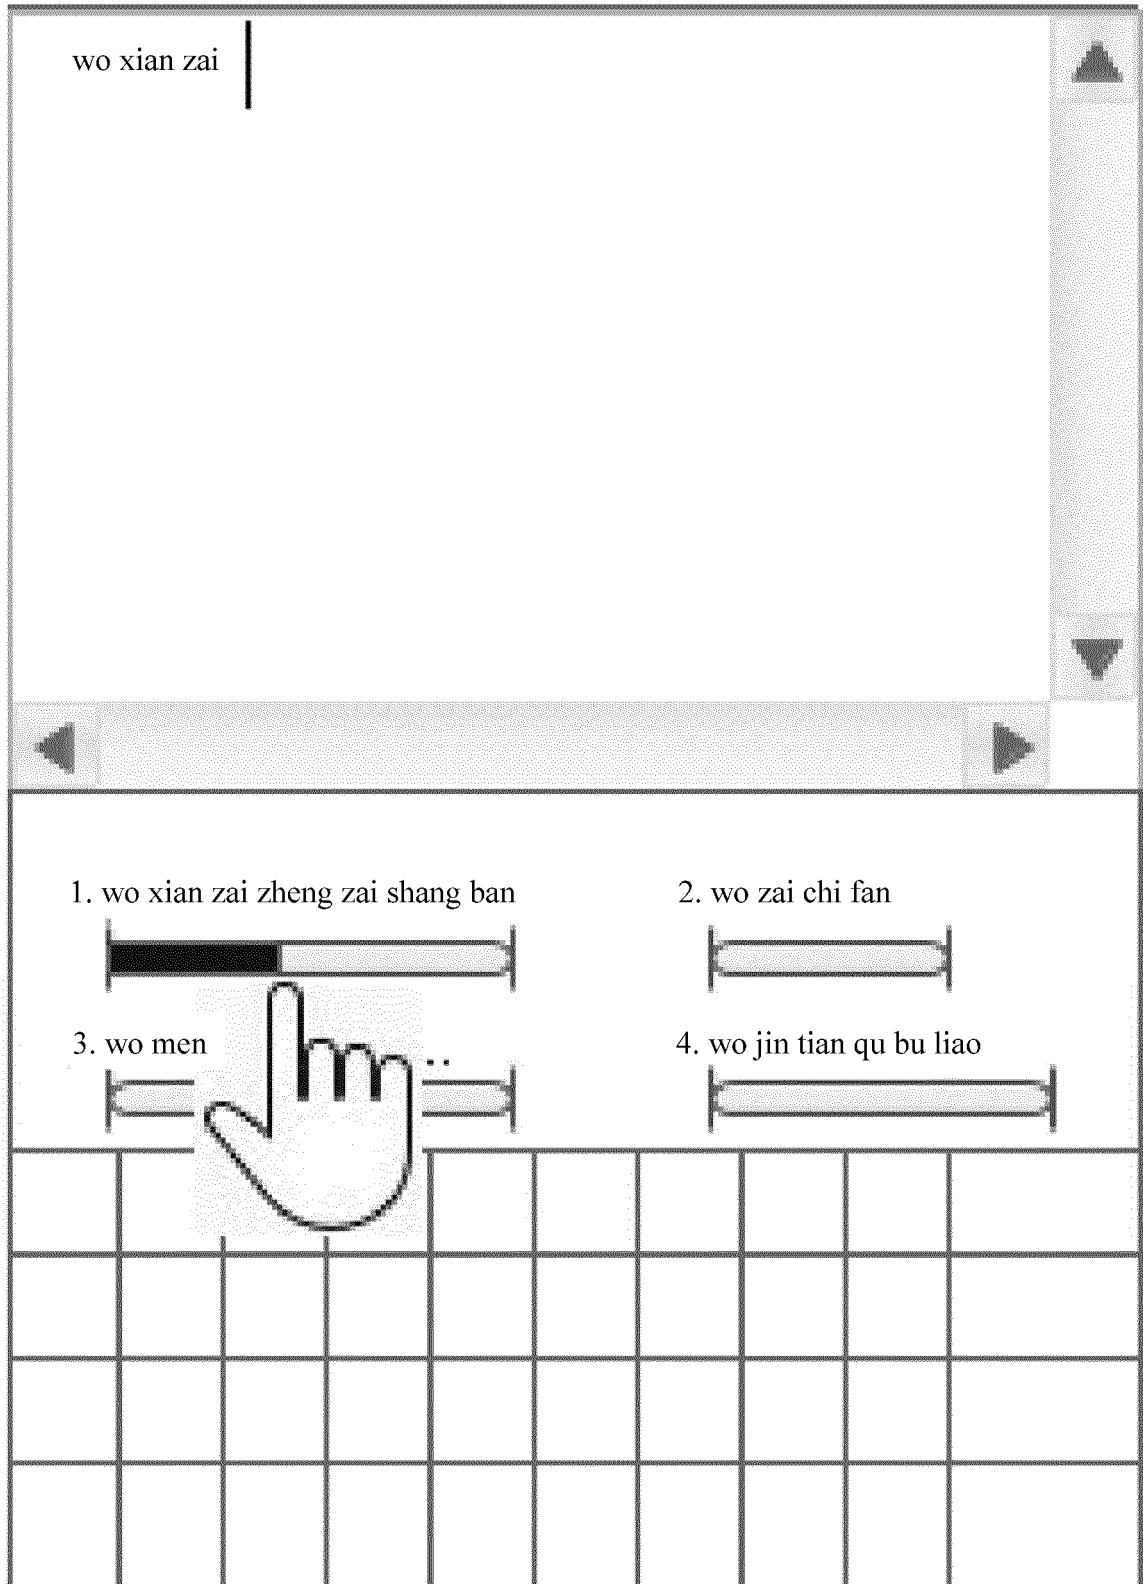 wo xian zai
1. wo xian zai zheng zai shang ban
2. wo zai chi fan
3. wo men ..
4. wo jin tian qu bu liao